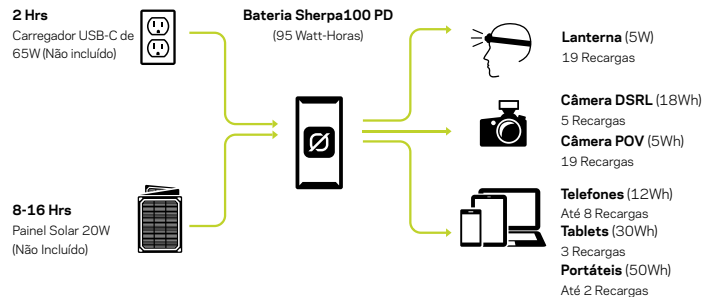 2 Hrs
Carregador USB-C de
65W (Não incluído)
8-16 Hrs
Painel Solar 20W
(Não Incluído)
Bateria Sherpa100 PD
(95 Watt-Horas)
Lanterna (5W)
19 Recargas
Câmera DSRL (18Wh)
5 Recargas
Câmera POV (5Wh)
19 Recargas
Telefones (12Wh)
Até 8 Recargas
Tablets (30Wh)
3 Recargas
Portáteis (50Wh)
Até 2 Recargas